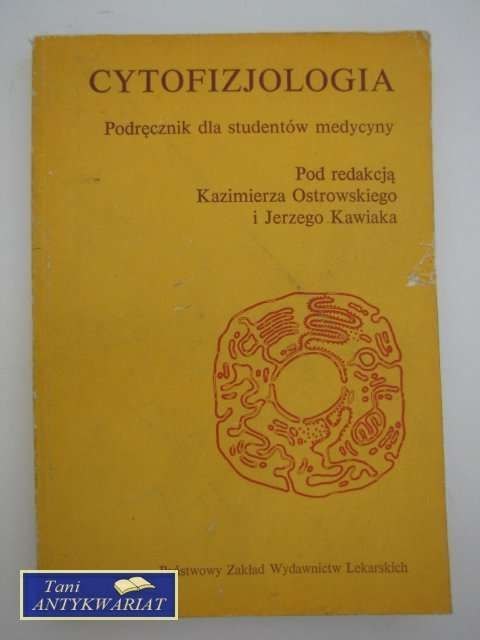 CYTOFIZJOLOGIA
Podręcznik dla studentów medycyny
Pod redakcją
Kazimierza Ostrowskiego
i Jerzego Kawiaka
Państwowy Zakład Wydawnictw Lekarskich
Tani
ANTYKWARIAT